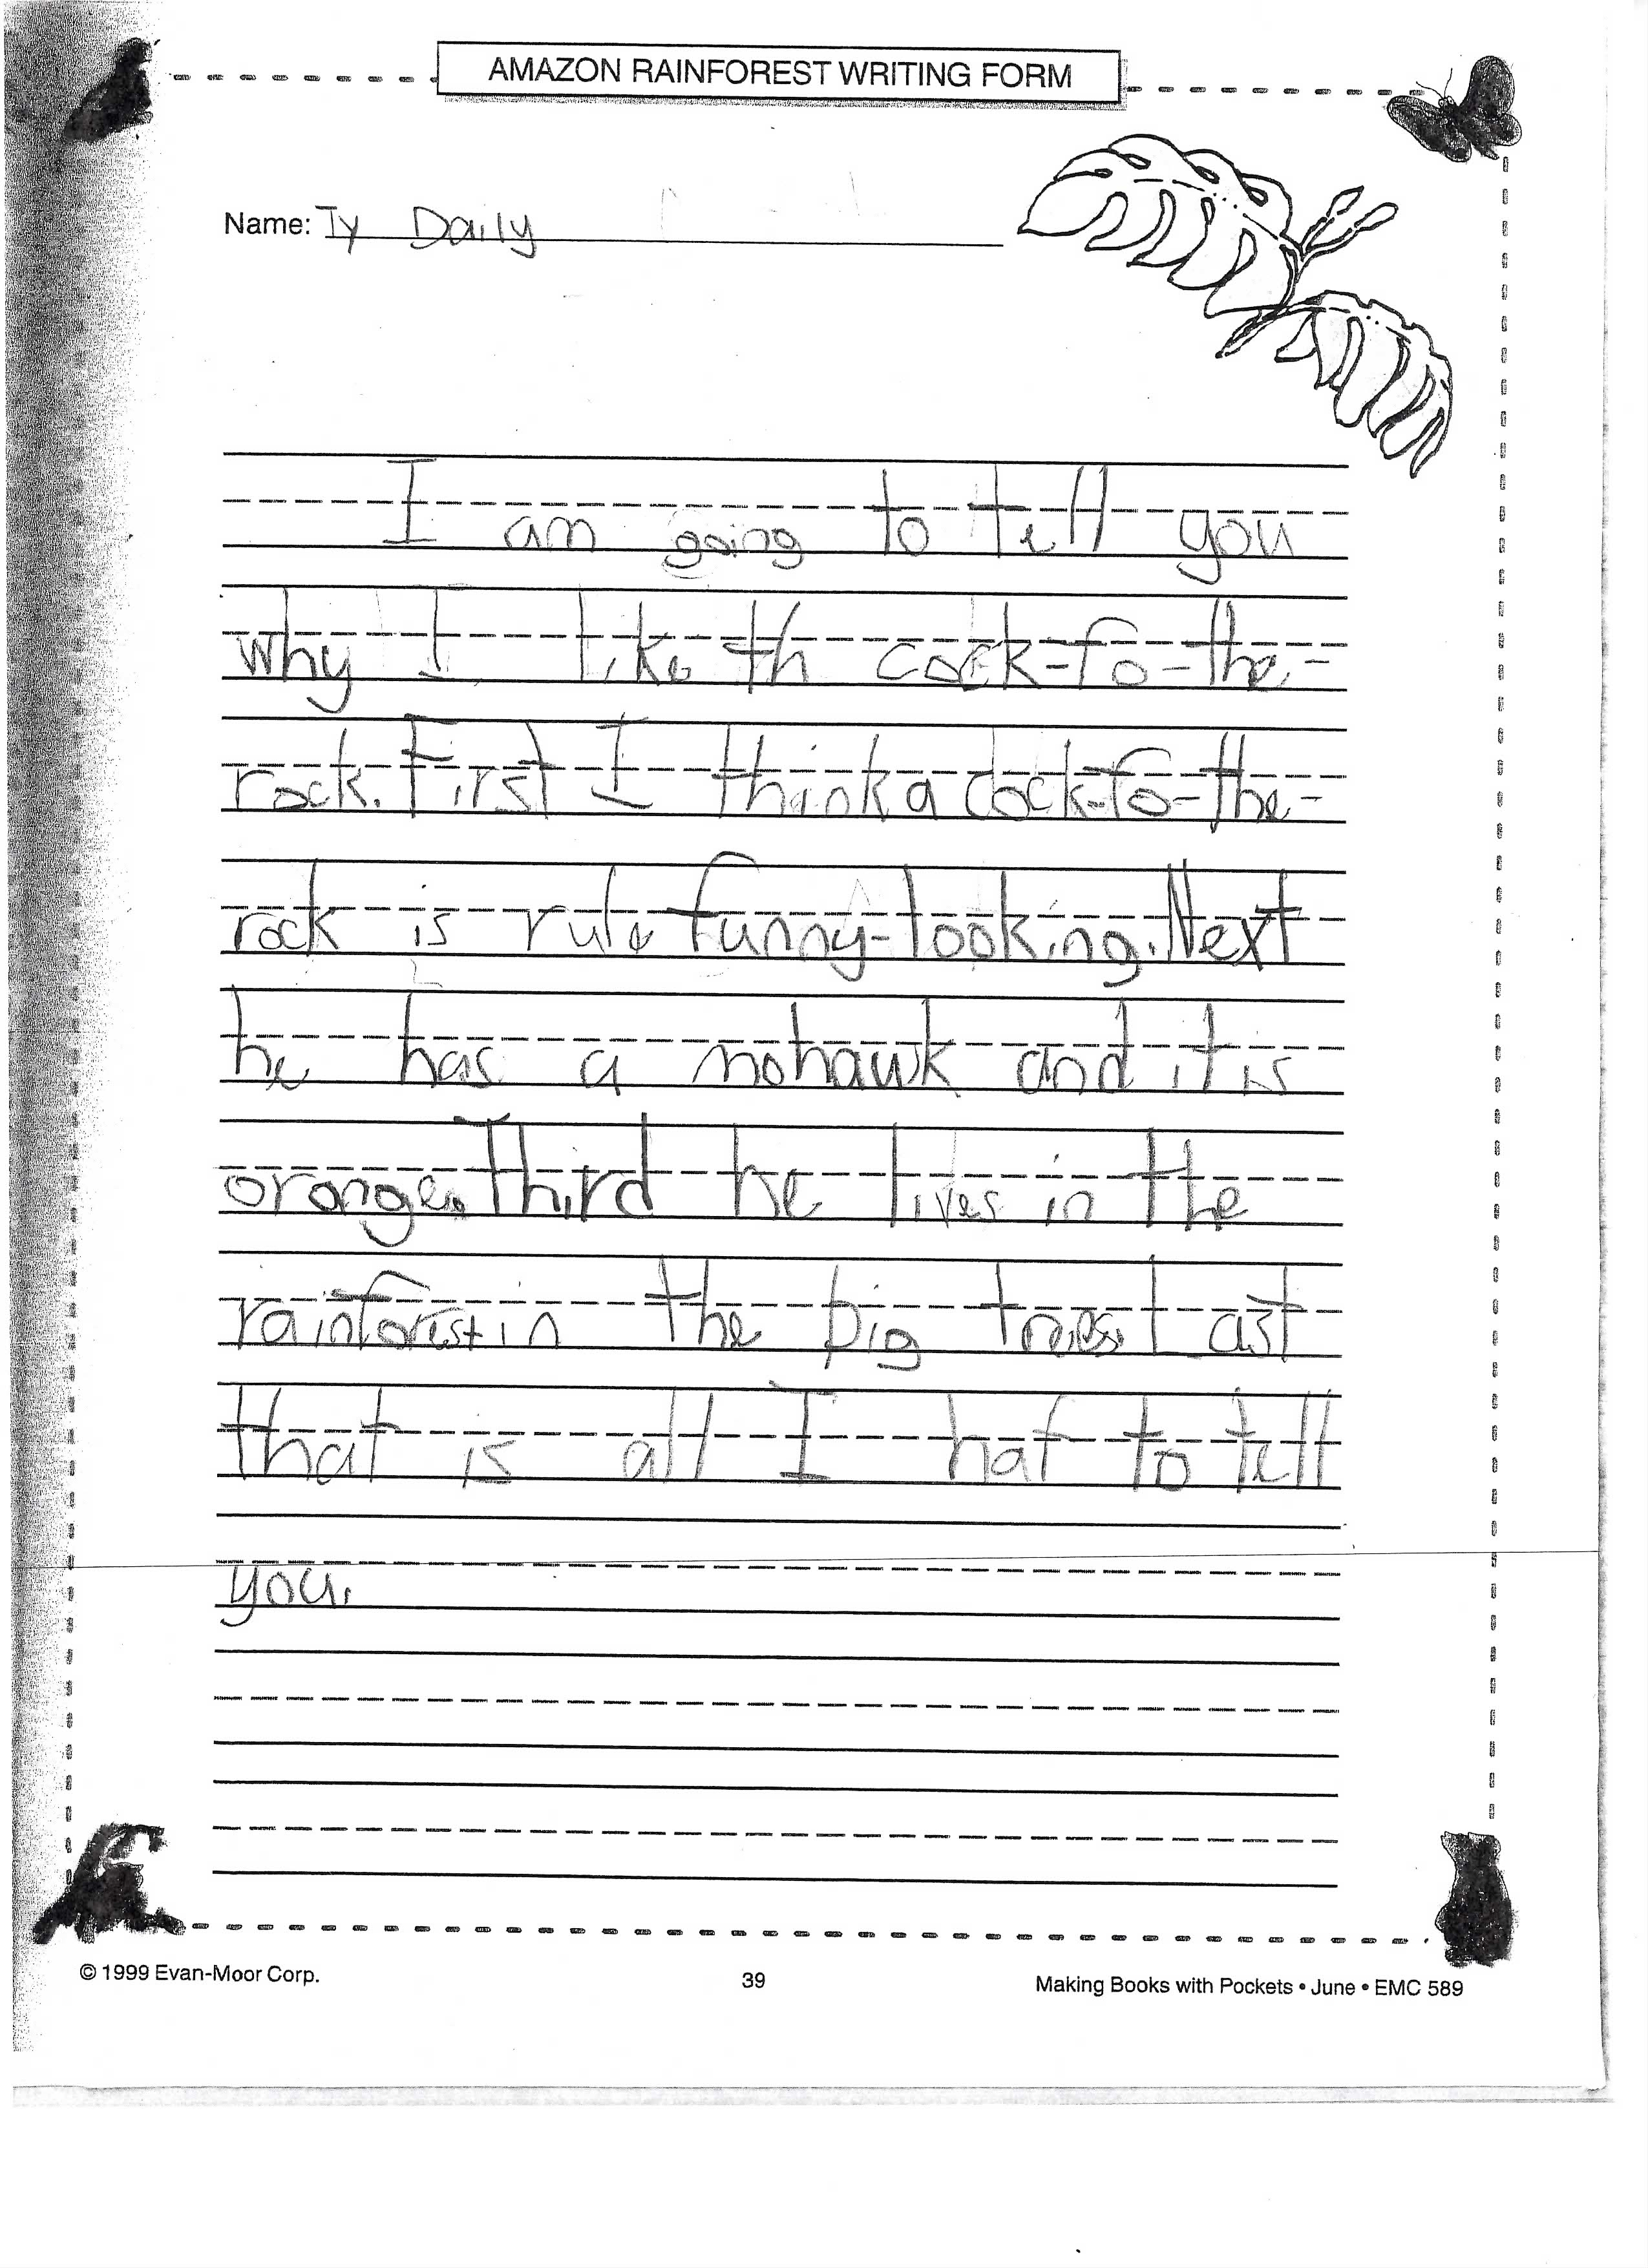 AMAZON RAINFOREST WRITING FORM
Name: Ty Daily
I am going to tell you
why I like th cock-fo-the-
rock. First I think a cock-fo-the-
rock is rule funny-looking. Next
he has a mohawk and it is
orange. Third he lives in the
rainforest in the big trees. Last
that is all I haf to tell
you.
© 1999 Evan-Moor Corp.
39
Making Books with Pockets • June • EMC 589